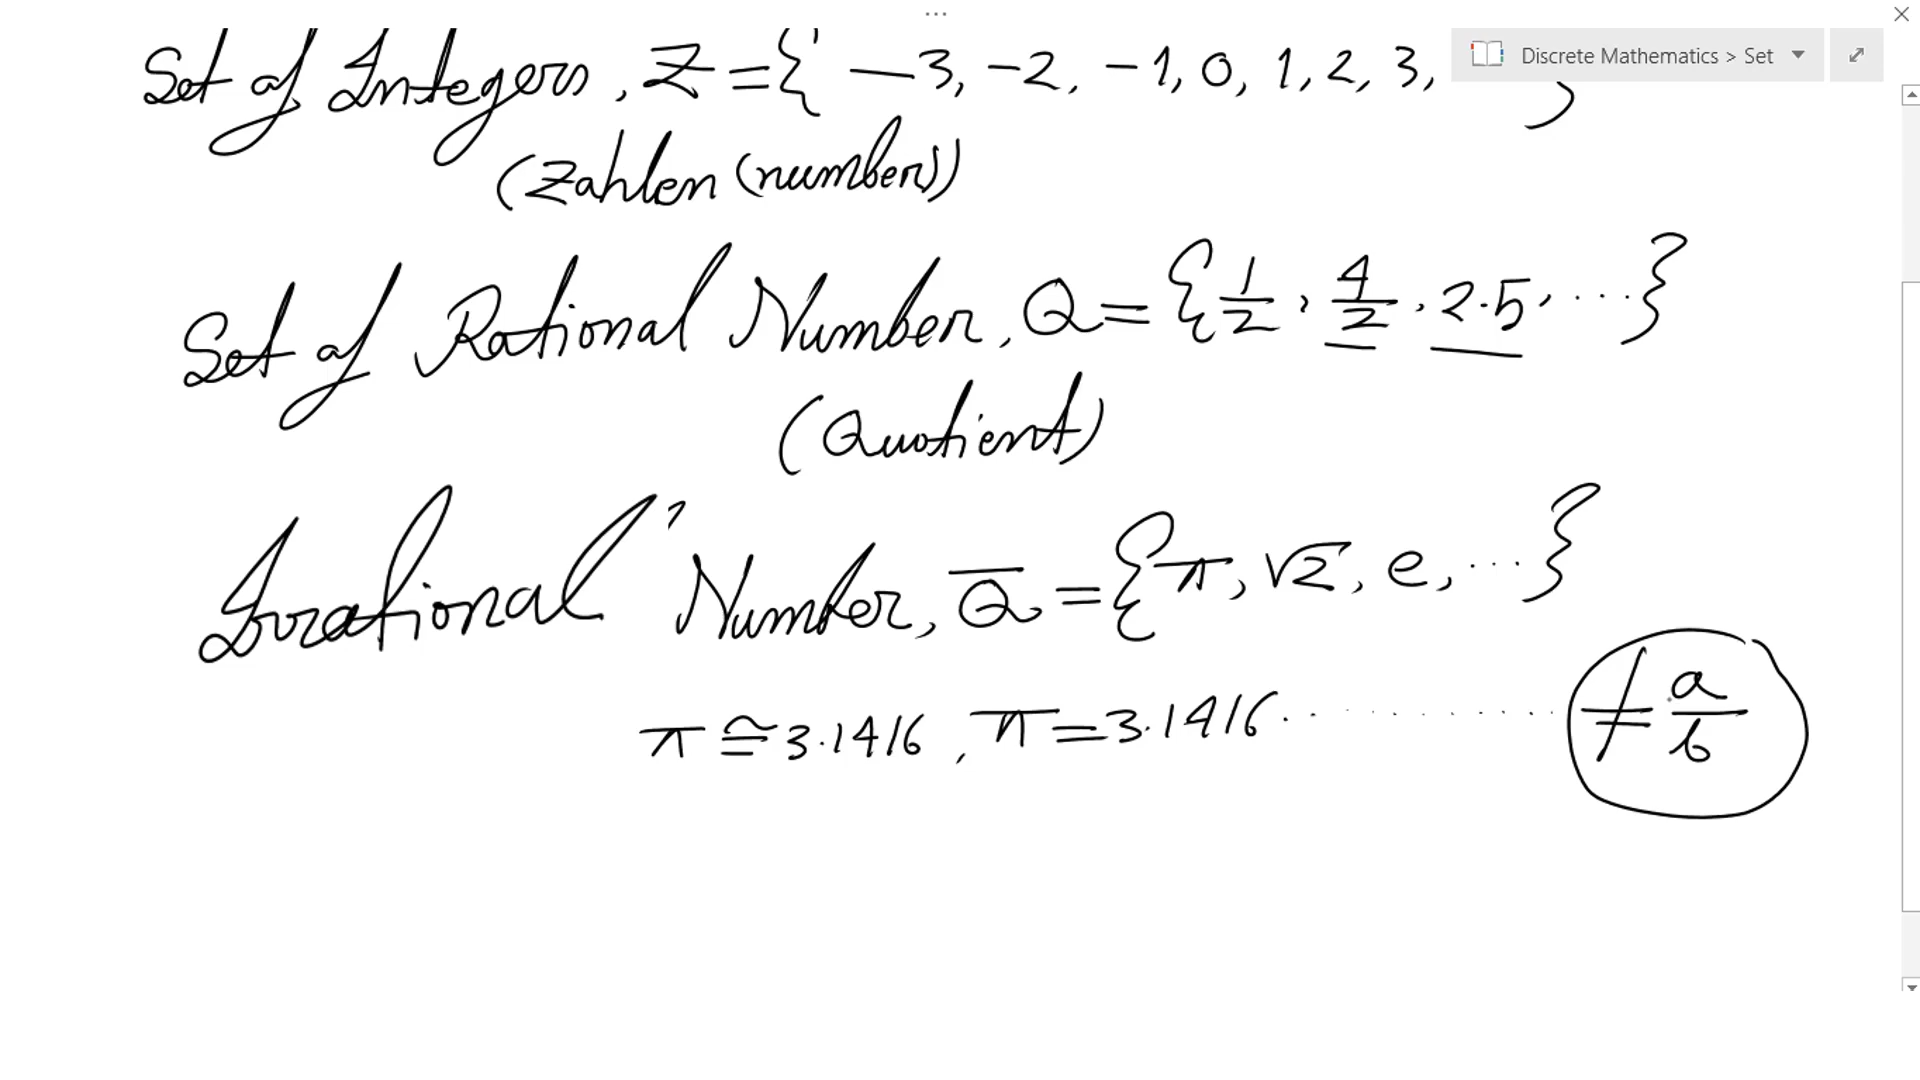 Discrete Mathematics > Set
Set of Integers, Z = { -3, -2, -1, 0, 1, 2, 3,
(Zahlen (numbers))
Set of Rational Number, Q = {1/2, 4/2, 2.5, ...}
(Quotient)
Irrational Number, Q̅ = {π, √2, e, ...}
π ≅ 3.1416, π = 3.1416........... ≠ a/b